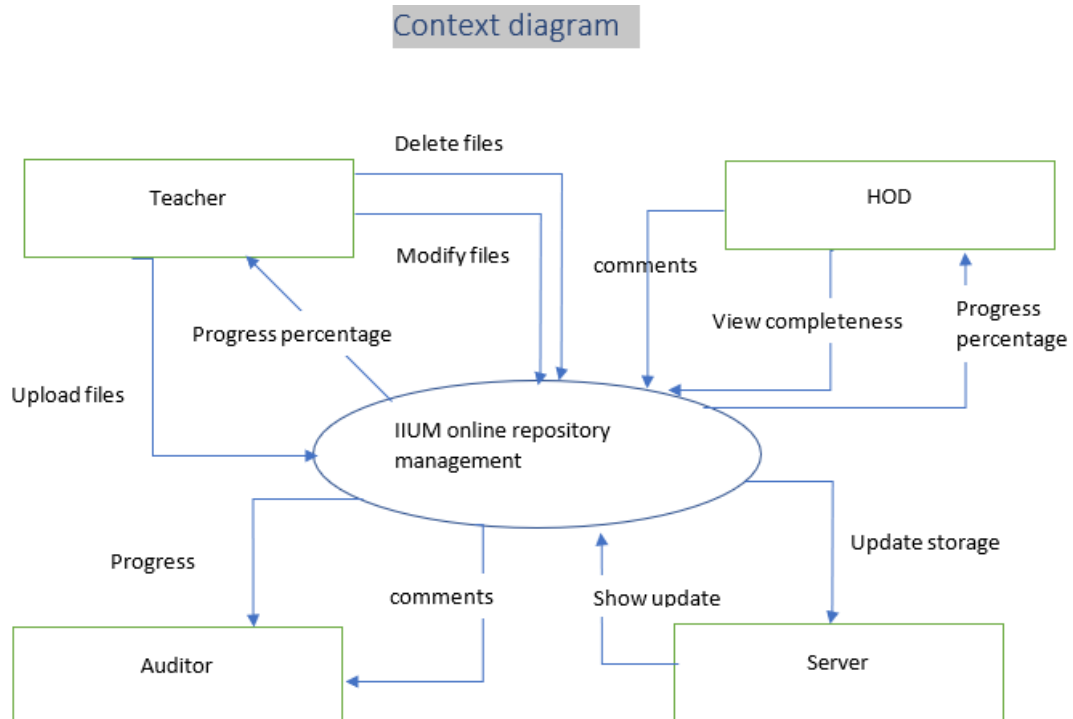 Context diagram
Delete files
Teacher
HOD
Modify files
comments
Progress percentage
View completeness
Progress
percentage
Upload files
IIUM online repository
management
Progress
comments
Show update
Update storage
Auditor
Server